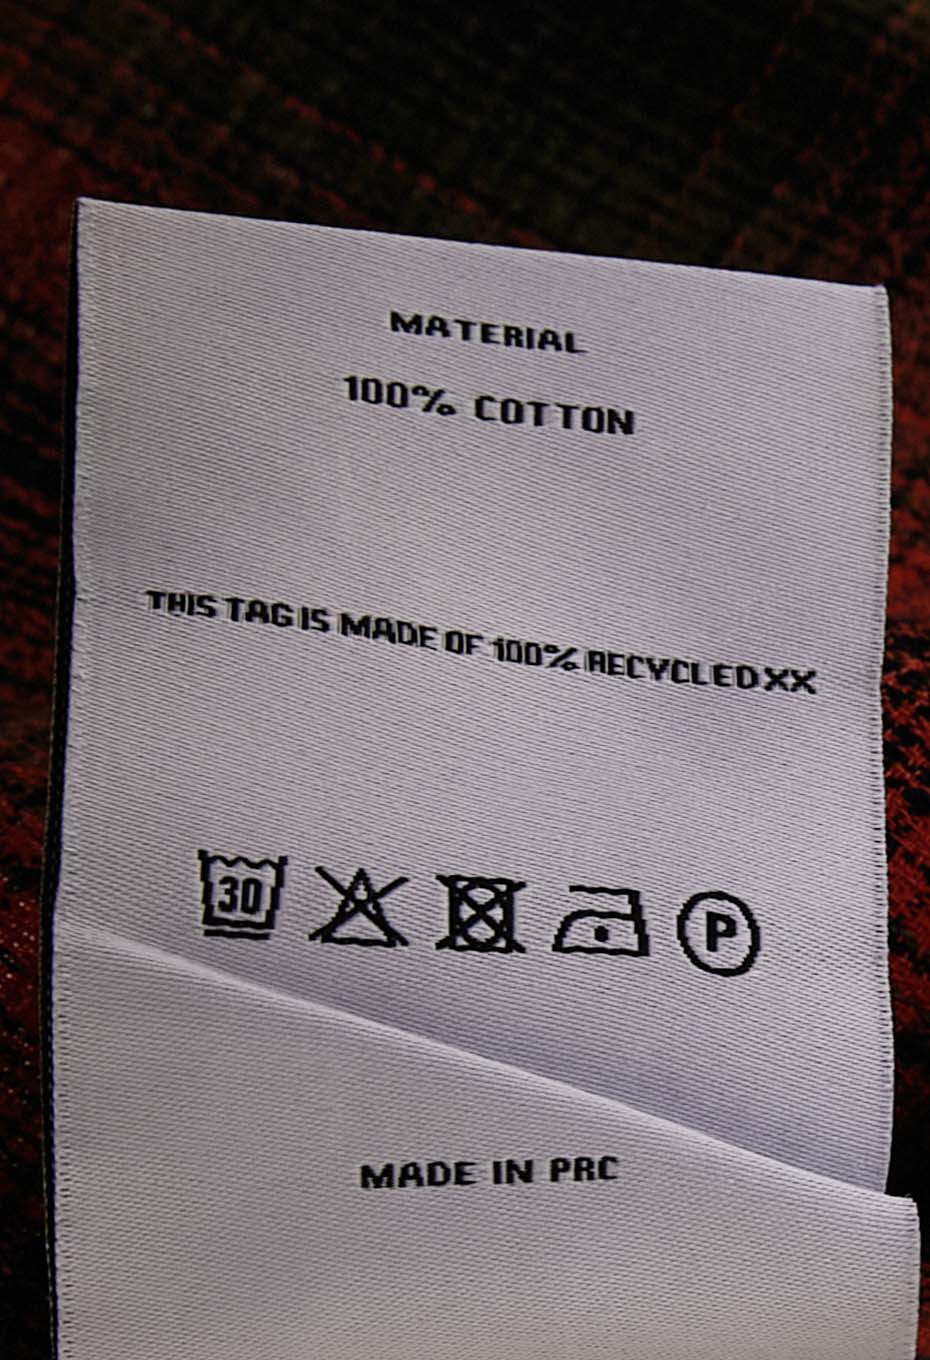 MATERIAL
100% COTTON
THIS TAG IS MADE OF 100% RECYCLED XX
30
P
MADE IN PRC